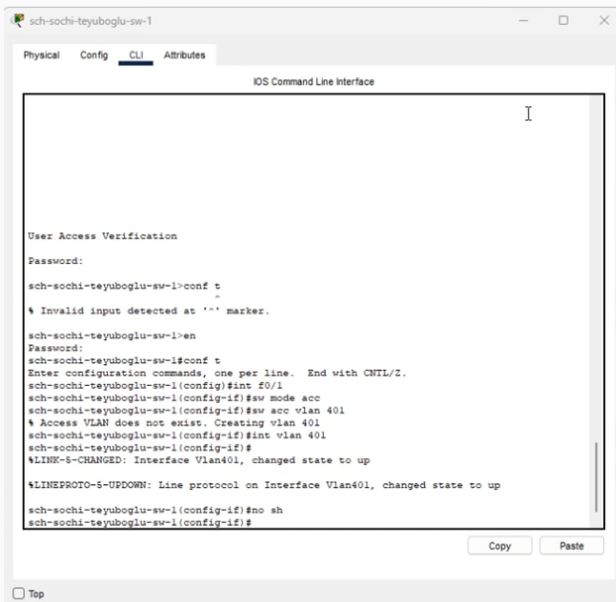 sch-sochi-teyuboglu-sw-1
Physical Config CLI Attributes
IOS Command Line Interface
User Access Verification
Password:
sch-sochi-teyuboglu-sw-1>conf t
^
% Invalid input detected at '^' marker.
sch-sochi-teyuboglu-sw-1>en
Password:
sch-sochi-teyuboglu-sw-1#conf t
Enter configuration commands, one per line. End with CNTL/Z.
sch-sochi-teyuboglu-sw-1(config)#int f0/1
sch-sochi-teyuboglu-sw-1(config-if)#sw mode acc
sch-sochi-teyuboglu-sw-1(config-if)#sw acc vlan 401
% Access VLAN does not exist. Creating vlan 401
sch-sochi-teyuboglu-sw-1(config-if)#int vlan 401
sch-sochi-teyuboglu-sw-1(config-if)#
%LINK-5-CHANGED: Interface Vlan401, changed state to up
%LINEPROTO-5-UPDOWN: Line protocol on Interface Vlan401, changed state to up
sch-sochi-teyuboglu-sw-1(config-if)#no sh
sch-sochi-teyuboglu-sw-1(config-if)#
Copy Paste
Top